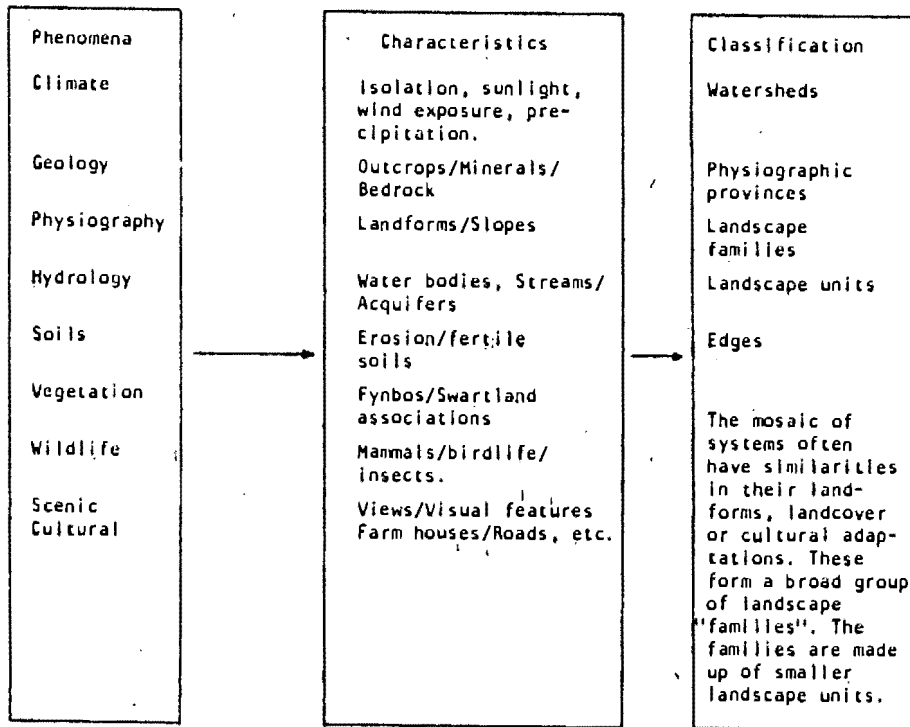 Phenomena
Climate
Geology
Physiography
Hydrology
Soils
Vegetation
Wildlife
Scenic
Cultural
Characteristics
Isolation, sunlight,
wind exposure, pre-
cipitation.
Outcrops/Minerals/
Bedrock
Landforms/Slopes
Water bodies, Streams/
Acquifers
Erosion/fertile
soils
Fynbos/Swartland
associations
Mammals/birdlife/
insects.
Views/Visual features
Farm houses/Roads, etc.
Classification
Watersheds
Physiographic
provinces
Landscape
families
Landscape units
Edges
The mosaic of
systems often
have similarities
in their land-
forms, landcover
or cultural adap-
tations. These
form a broad group
of landscape
"families". The
families are made
up of smaller
landscape units.